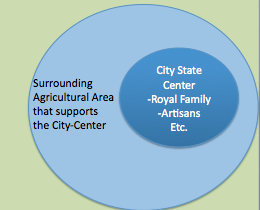 Surrounding
Agricultural Area
that supports
the City-Center
City State
Center
-Royal Family
-Artisans
Etc.